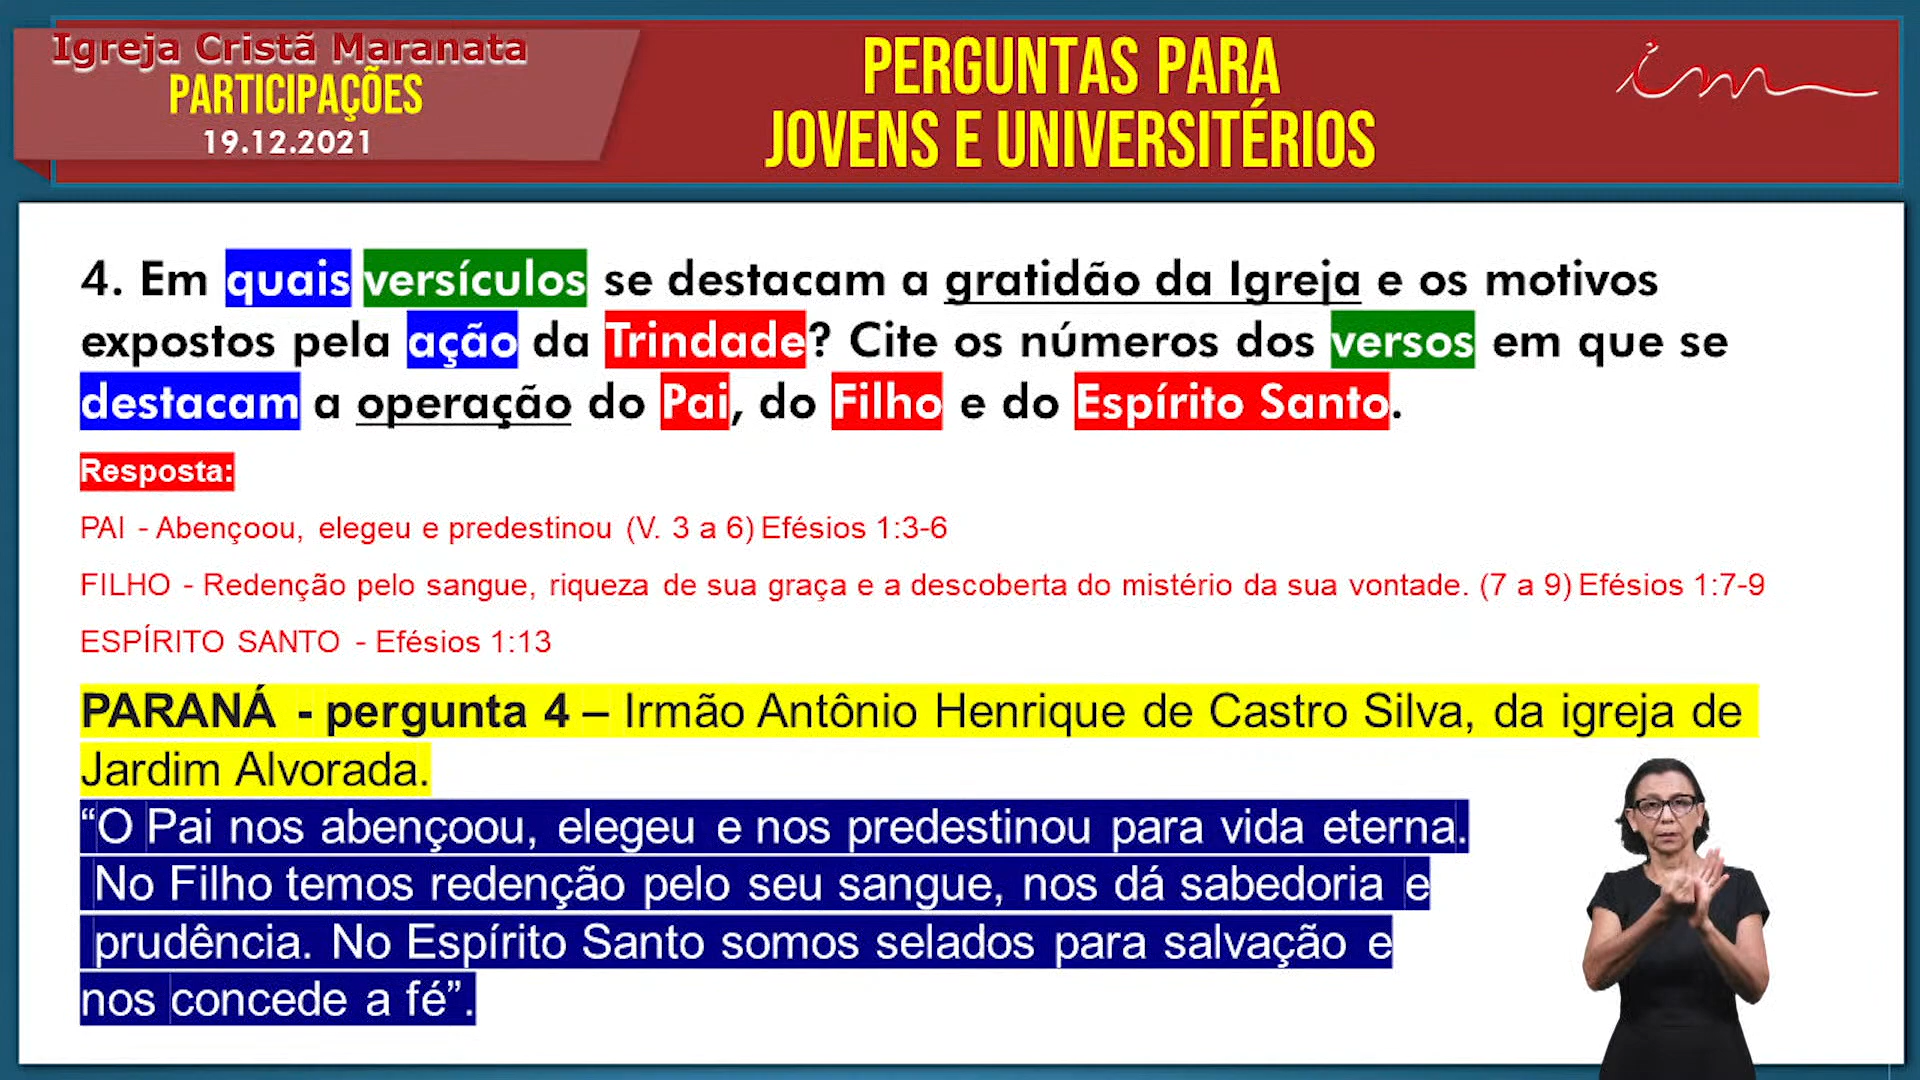 Igreja Cristã Maranata
PARTICIPAÇÕES
19.12.2021
PERGUNTAS PARA
JOVENS E UNIVERSITÉRIOS
im
4. Em quais versículos se destacam a gratidão da Igreja e os motivos
expostos pela ação da Trindade? Cite os números dos versos em que se
destacam a operação do Pai, do Filho e do Espírito Santo.
Resposta:
PAI - Abençoou, elegeu e predestinou (V. 3 a 6) Efésios 1:3-6
FILHO - Redenção pelo sangue, riqueza de sua graça e a descoberta do mistério da sua vontade. (7 a 9) Efésios 1:7-9
ESPÍRITO SANTO - Efésios 1:13
PARANÁ - pergunta 4 – Irmão Antônio Henrique de Castro Silva, da igreja de
Jardim Alvorada.
“O Pai nos abençoou, elegeu e nos predestinou para vida eterna.
No Filho temos redenção pelo seu sangue, nos dá sabedoria e
prudência. No Espírito Santo somos selados para salvação e
nos concede a fé”.